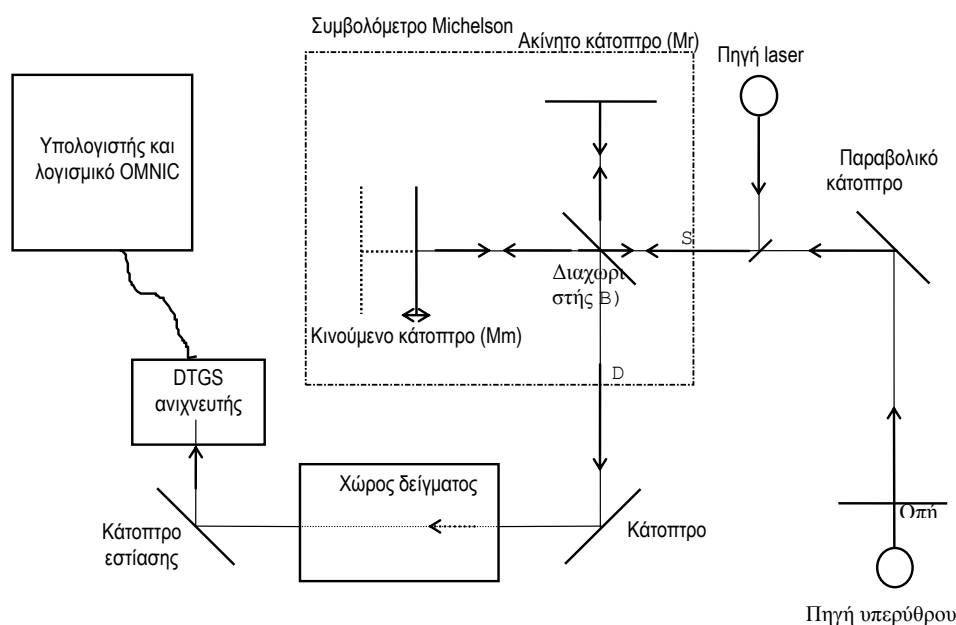 Συμβολόμετρο Michelson
Ακίνητο κάτοπτρο (Mr)
Πηγή laser
Υπολογιστής και
λογισμικό OMNIC
Παραβολικό
κάτοπτρο
S
Διαχωρι
στής B)
Κινούμενο κάτοπτρο (Mm)
D
DTGS
ανιχνευτής
Χώρος δείγματος
Οπή
Κάτοπτρο
εστίασης
Κάτοπτρο
Πηγή υπερύθρου